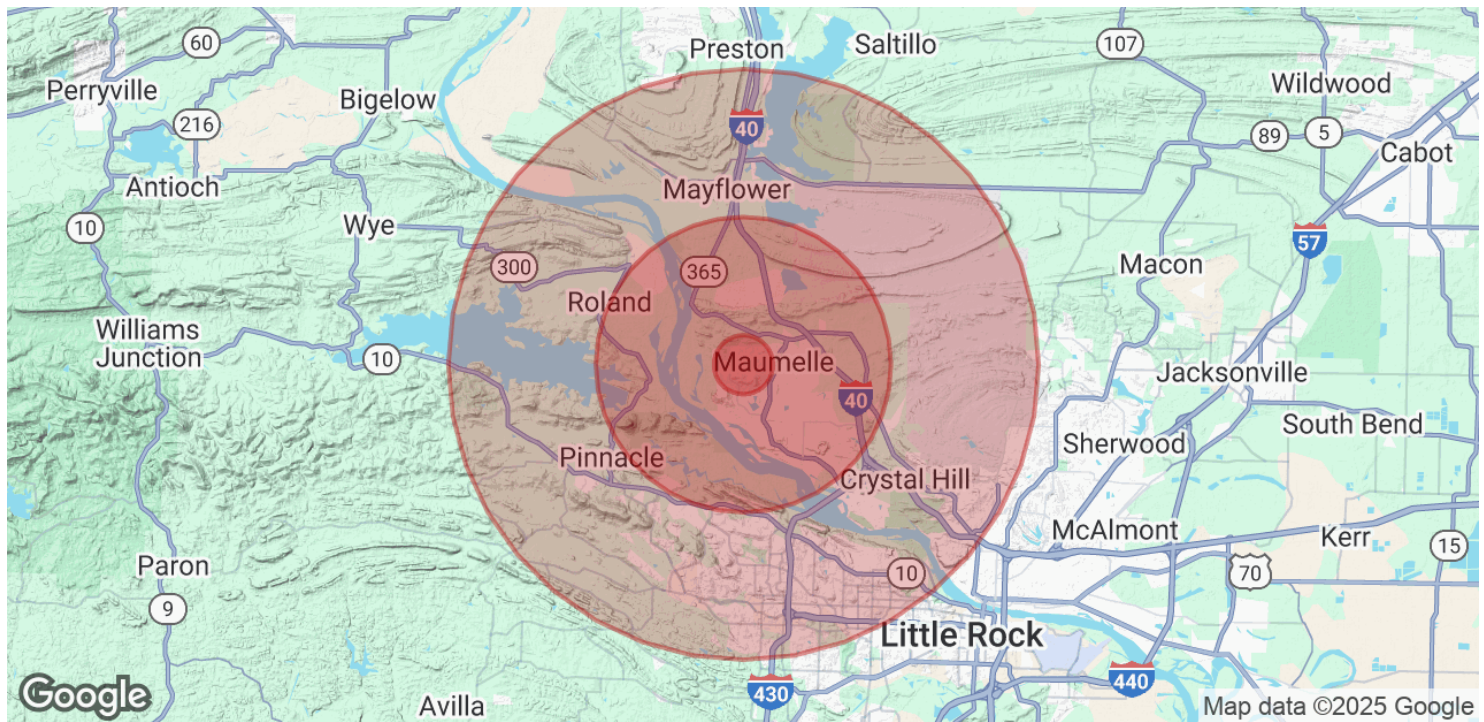 60
Preston
Saltillo
107
Perryville
Bigelow
Wildwood
216
40
89
5
Cabot
Antioch
Mayflower
10
Wye
57
300
365
Macon
Roland
Williams
Junction
10
Maumelle
Jacksonville
40
South Bend
Sherwood
Pinnacle
Crystal Hill
McAlmont
Kerr
15
Paron
10
70
9
Little Rock
Google
Avilla
430
440
Map data ©2025 Google